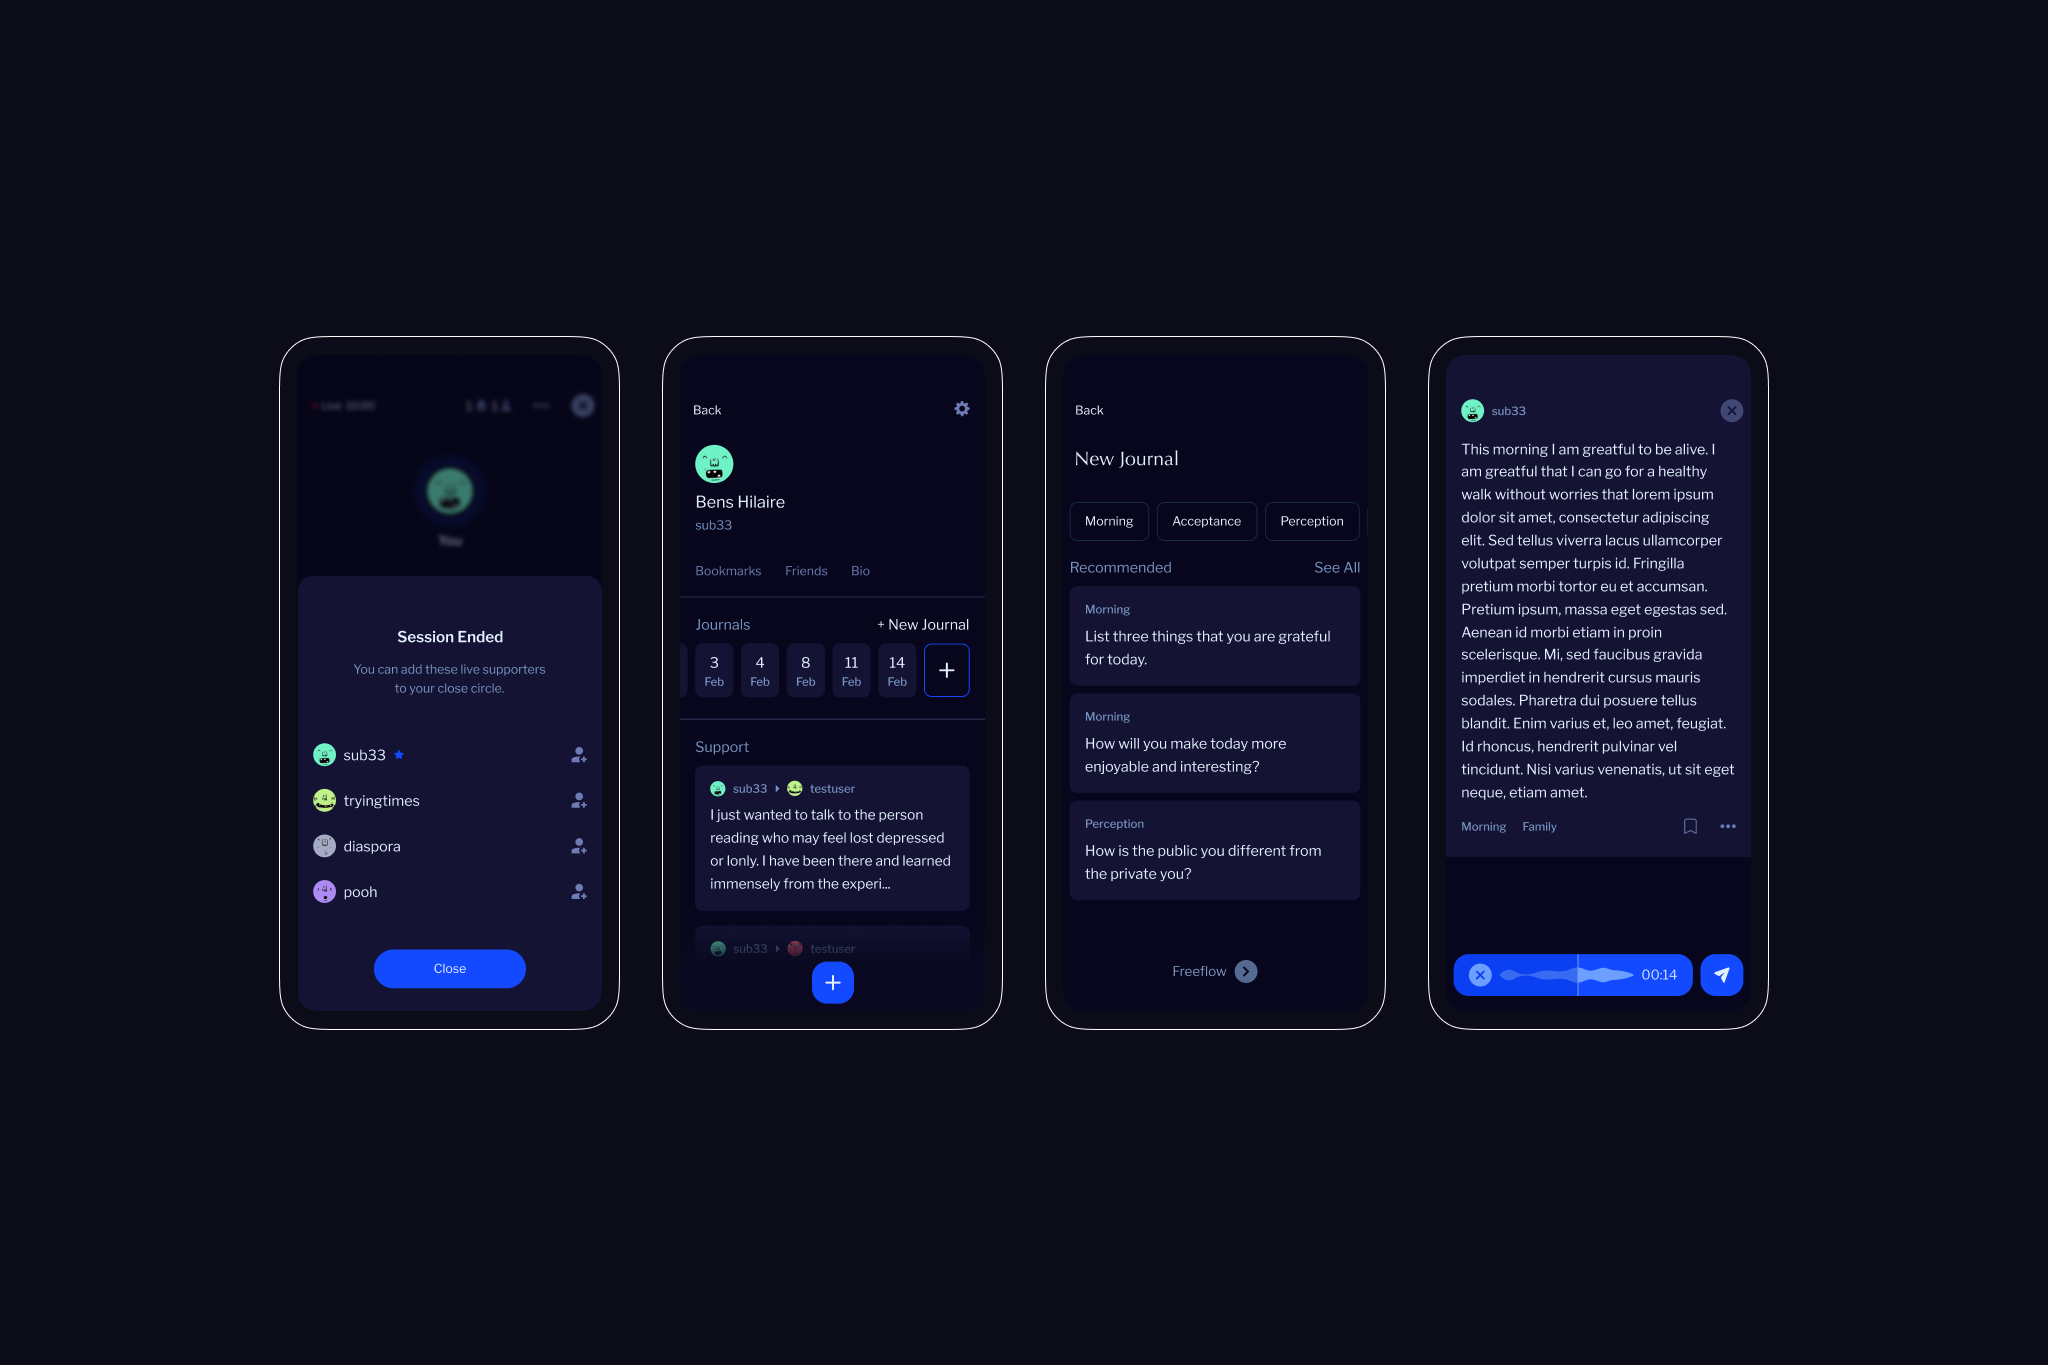 Live
You
Session Ended
You can add these live supporters
to your close circle.
sub33
tryingtimes
diaspora
pooh
Close
Back
Bens Hilaire
sub33
Bookmarks Friends Bio
Journals + New Journal
3 4 8 11 14
Feb Feb Feb Feb Feb
Support
sub33 testuser
I just wanted to talk to the person
reading who may feel lost depressed
or lonly. I have been there and learned
immensely from the experi...
sub33 testuser
Back
New Journal
Morning Acceptance Perception
Recommended See All
Morning
List three things that you are grateful
for today.
Morning
How will you make today more
enjoyable and interesting?
Perception
How is the public you different from
the private you?
Freeflow
sub33
This morning I am greatful to be alive. I
am greatful that I can go for a healthy
walk without worries that lorem ipsum
dolor sit amet, consectetur adipiscing
elit. Sed tellus viverra lacus ullamcorper
volutpat semper turpis id. Fringilla
pretium morbi tortor eu et accumsan.
Pretium ipsum, massa eget egestas sed.
Aenean id morbi etiam in proin
scelerisque. Mi, sed faucibus gravida
imperdiet in hendrerit cursus mauris
sodales. Pharetra dui posuere tellus
blandit. Enim varius et, leo amet, feugiat.
Id rhoncus, hendrerit pulvinar vel
tincidunt. Nisi varius venenatis, ut sit eget
neque, etiam amet.
Morning Family
00:14